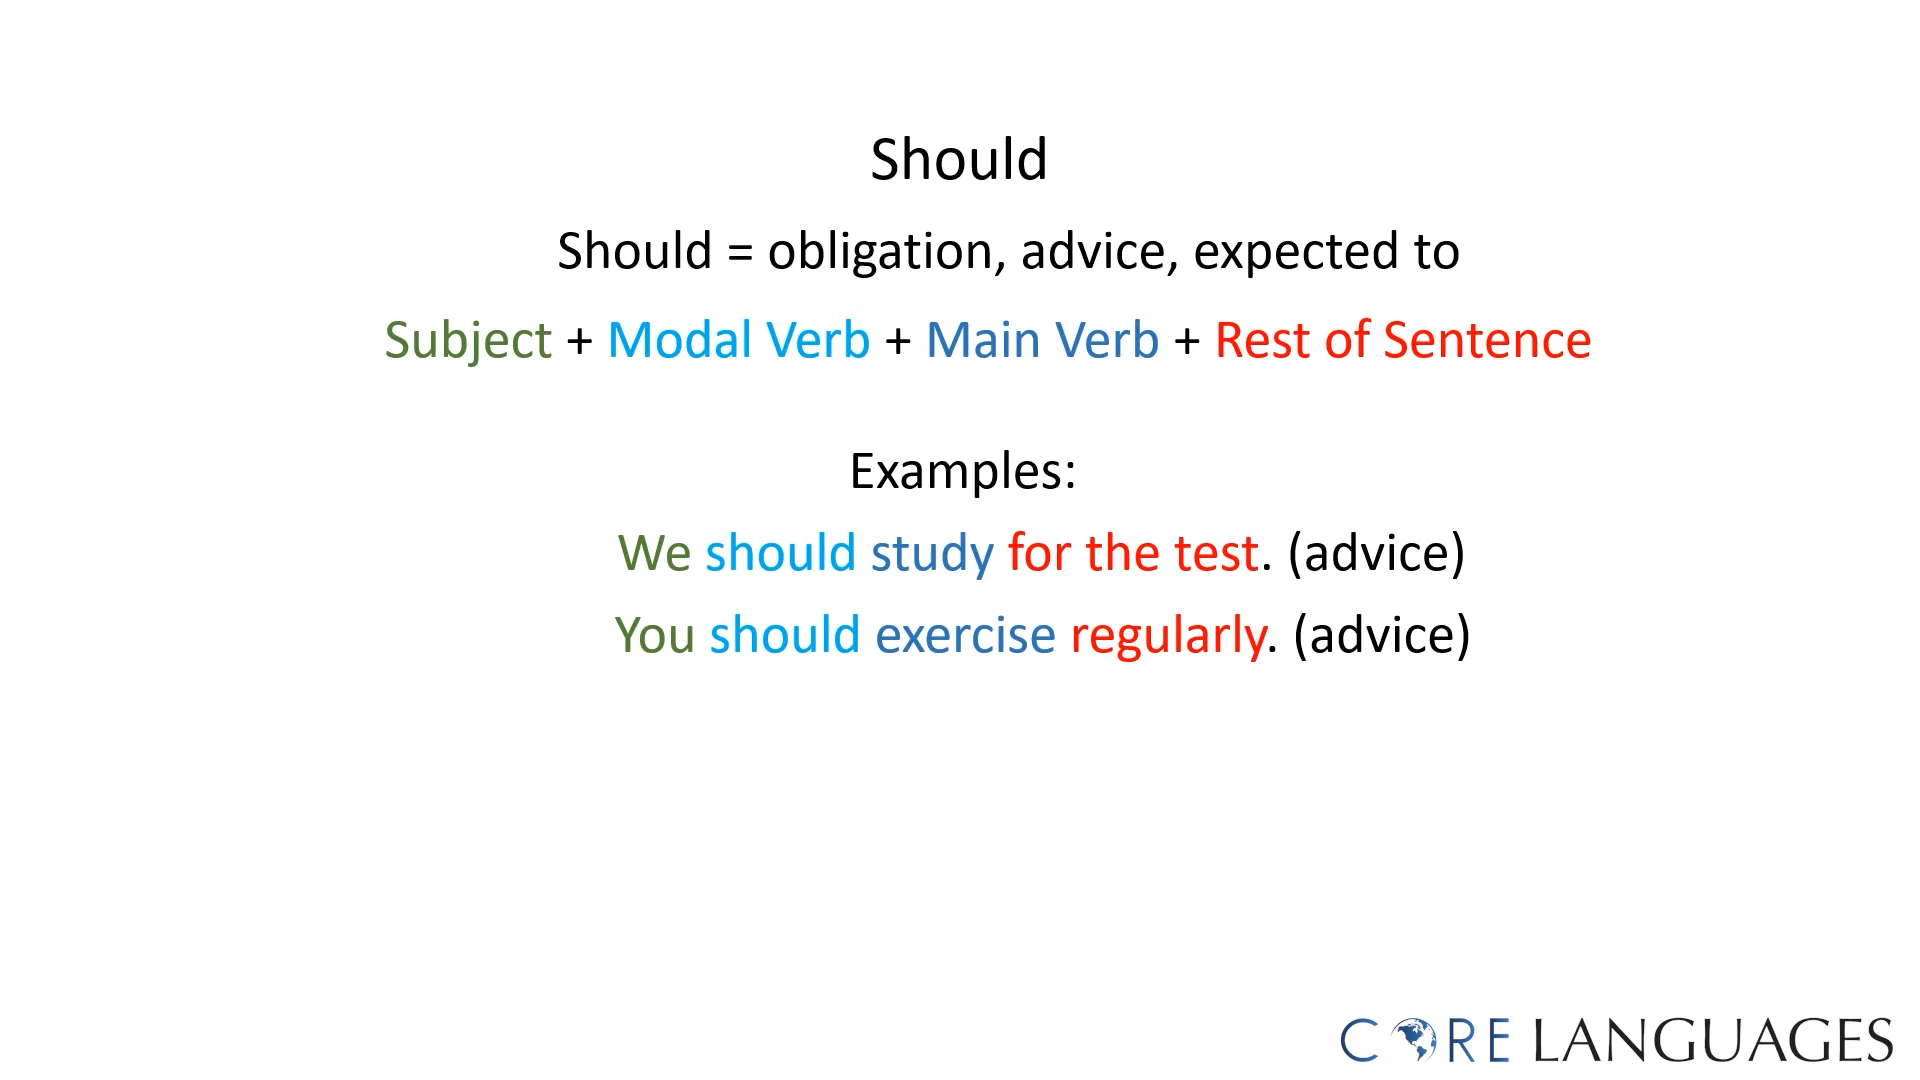 Should
Should = obligation, advice, expected to
Subject + Modal Verb + Main Verb + Rest of Sentence
Examples:
We should study for the test. (advice)
You should exercise regularly. (advice)
CORE LANGUAGES